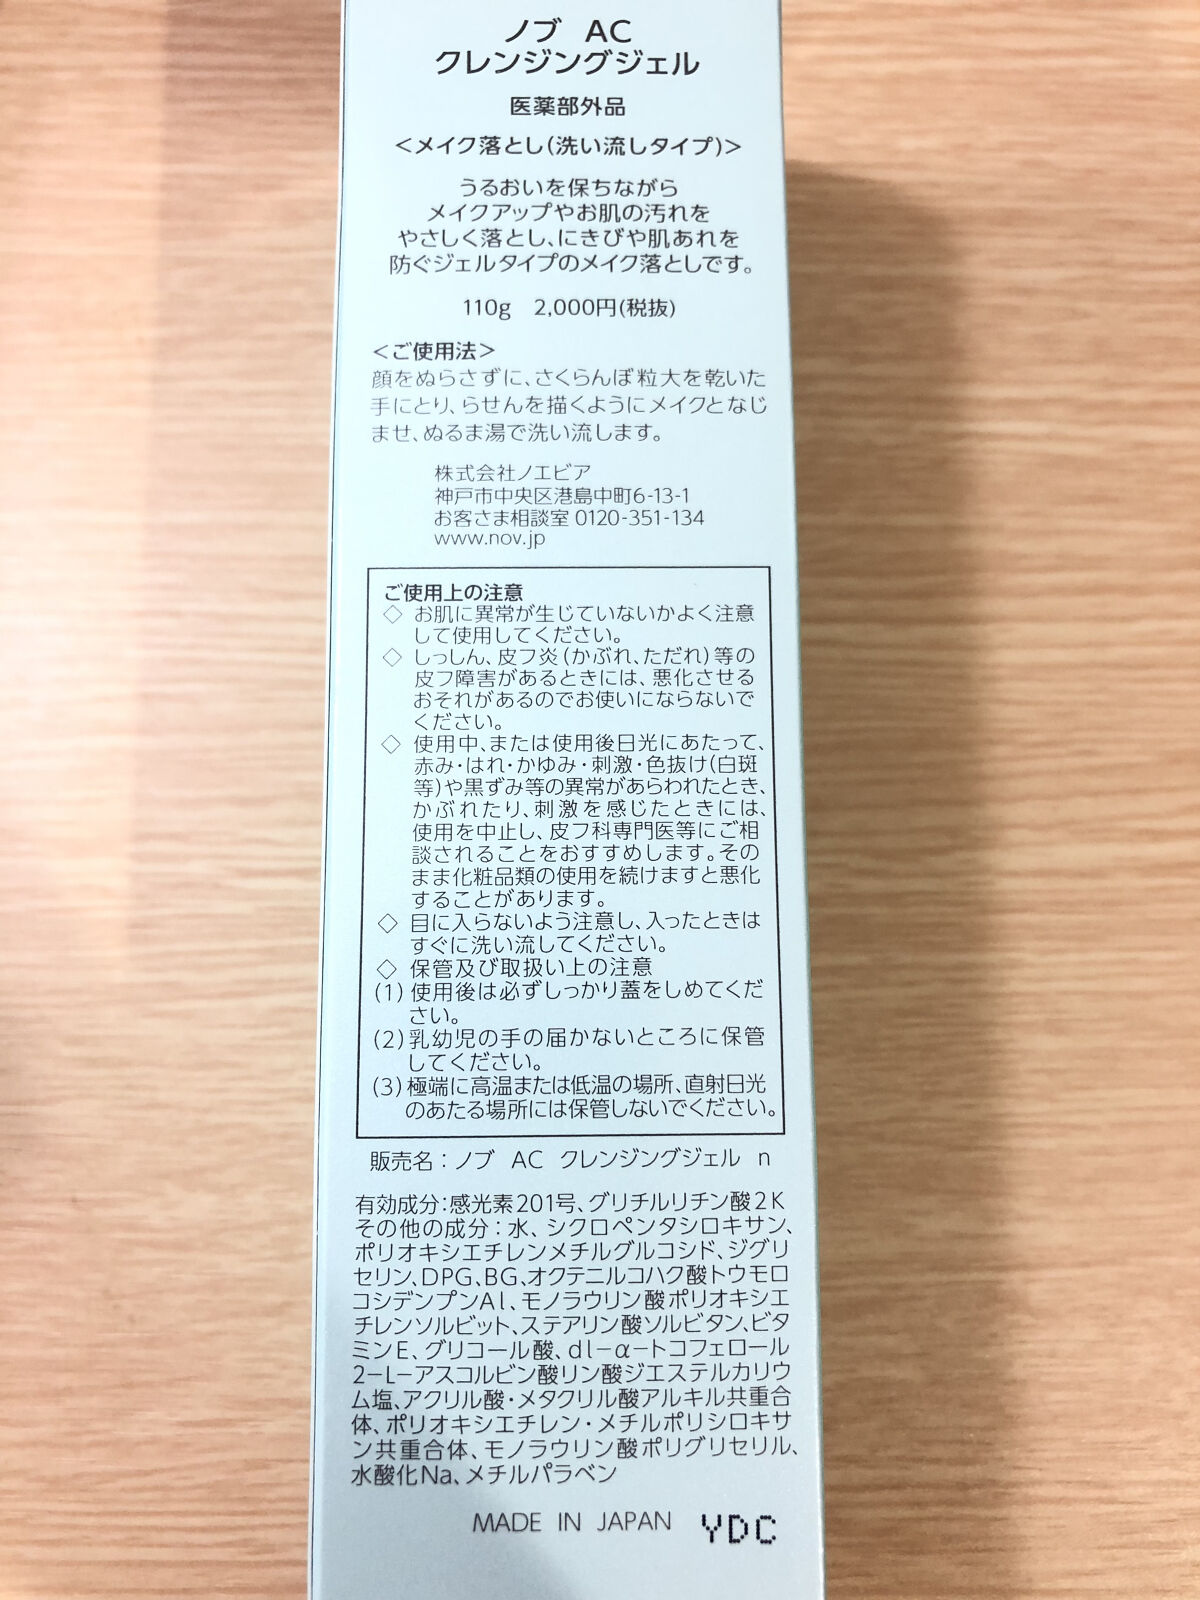 ノブ AC
クレンジングジェル
医薬部外品
＜メイク落とし(洗い流しタイプ)＞
うるおいを保ちながら
メイクアップやお肌の汚れを
やさしく落とし、にきびや肌あれを
防ぐジェルタイプのメイク落としです。
110g 2,000円(税抜)
＜ご使用法＞
顔をぬらさずに、さくらんぼ粒大を乾いた
手にとり、らせんを描くようにメイクとなじ
ませ、ぬるま湯で洗い流します。
株式会社ノエビア
神戸市中央区港島中町6-13-1
お客さま相談室 0120-351-134
www.nov.jp
ご使用上の注意
◇ お肌に異常が生じていないかよく注意
して使用してください。
◇ しっしん、皮フ炎(かぶれ、ただれ)等の
皮フ障害があるときには、悪化させる
おそれがあるのでお使いにならないで
ください。
◇ 使用中、または使用後日光にあたって、
赤み・はれ・かゆみ・刺激・色抜け(白斑
等)や黒ずみ等の異常があらわれたとき、
かぶれたり、刺激を感じたときには、
使用を中止し、皮フ科専門医等にご相
談されることをおすすめします。その
まま化粧品類の使用を続けますと悪化
することがあります。
◇ 目に入らないよう注意し、入ったときは
すぐに洗い流してください。
◇ 保管及び取扱い上の注意
(1) 使用後は必ずしっかり蓋をしめてくだ
さい。
(2) 乳幼児の手の届かないところに保管
してください。
(3) 極端に高温または低温の場所、直射日光
のあたる場所には保管しないでください。
販売名：ノブ AC クレンジングジェル n
有効成分：感光素201号、グリチルリチン酸2K
その他の成分：水、シクロペンタシロキサン、
ポリオキシエチレンメチルグルコシド、ジグリ
セリン、DPG、BG、オクテニルコハク酸トウモロ
コシデンプンAl、モノラウリン酸ポリオキシエ
チレンソルビット、ステアリン酸ソルビタン、ビタ
ミンE、グリコール酸、dl－α－トコフェロール
2－L－アスコルビン酸リン酸ジエステルカリウ
ム塩、アクリル酸・メタクリル酸アルキル共重合
体、ポリオキシエチレン・メチルポリシロキサ
ン共重合体、モノラウリン酸ポリグリセリル、
水酸化Na、メチルパラベン
MADE IN JAPAN YDC